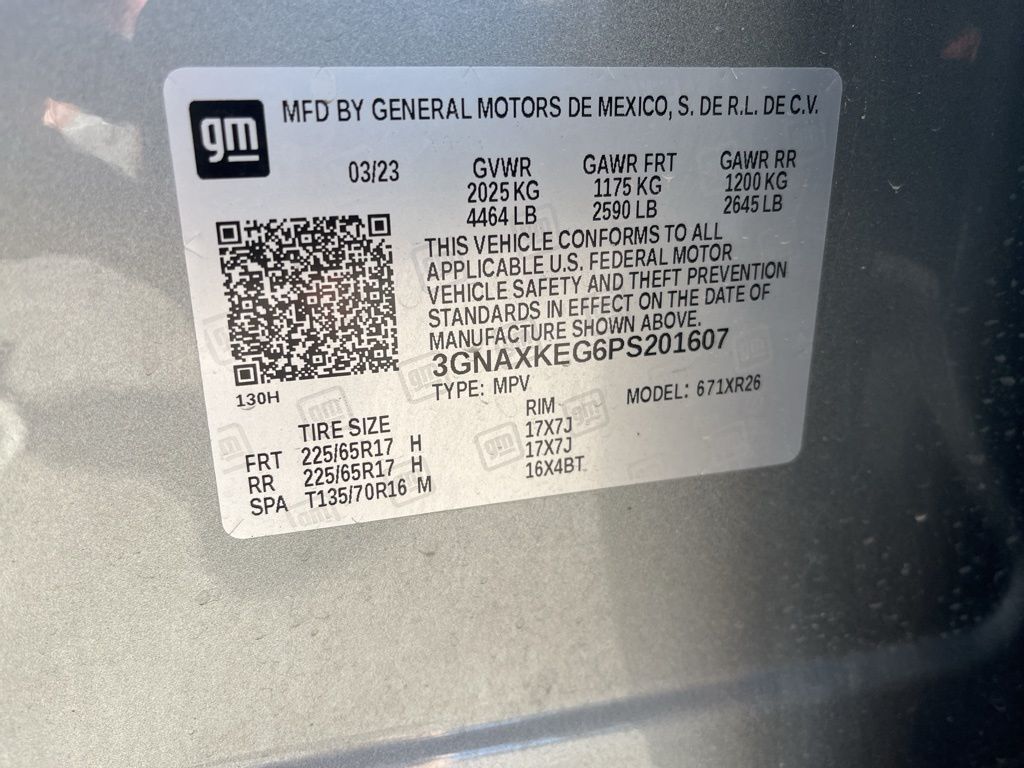 gm
MFD BY GENERAL MOTORS DE MEXICO, S. DE R.L. DE C.V.
03/23
GVWR GAWR FRT GAWR RR
2025 KG 1175 KG 1200 KG
4464 LB 2590 LB 2645 LB
THIS VEHICLE CONFORMS TO ALL
APPLICABLE U.S. FEDERAL MOTOR
VEHICLE SAFETY AND THEFT PREVENTION
STANDARDS IN EFFECT ON THE DATE OF
MANUFACTURE SHOWN ABOVE.
3GNAXKEG6PS201607
TYPE: MPV MODEL: 671XR26
130H
TIRE SIZE RIM
FRT 225/65R17 H 17X7J
RR 225/65R17 H 17X7J
SPA T135/70R16 M 16X4BT